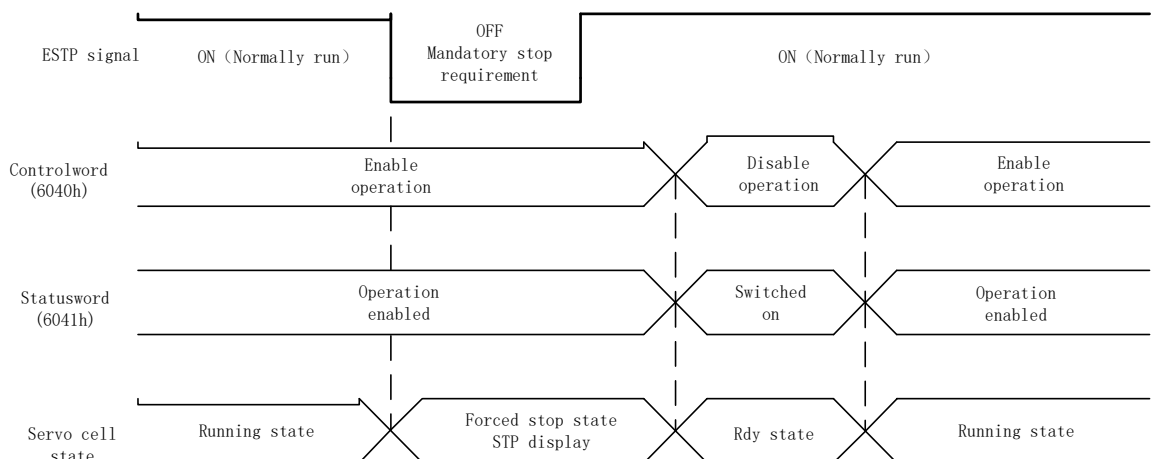 ESTP signal
ON（Normally run）
OFF
Mandatory stop
requirement
ON（Normally run）
Controlword
(6040h)
Enable
operation
Disable
operation
Enable
operation
Statusword
(6041h)
Operation
enabled
Switched
on
Operation
enabled
Servo cell
state
Running state
Forced stop state
STP display
Rdy state
Running state